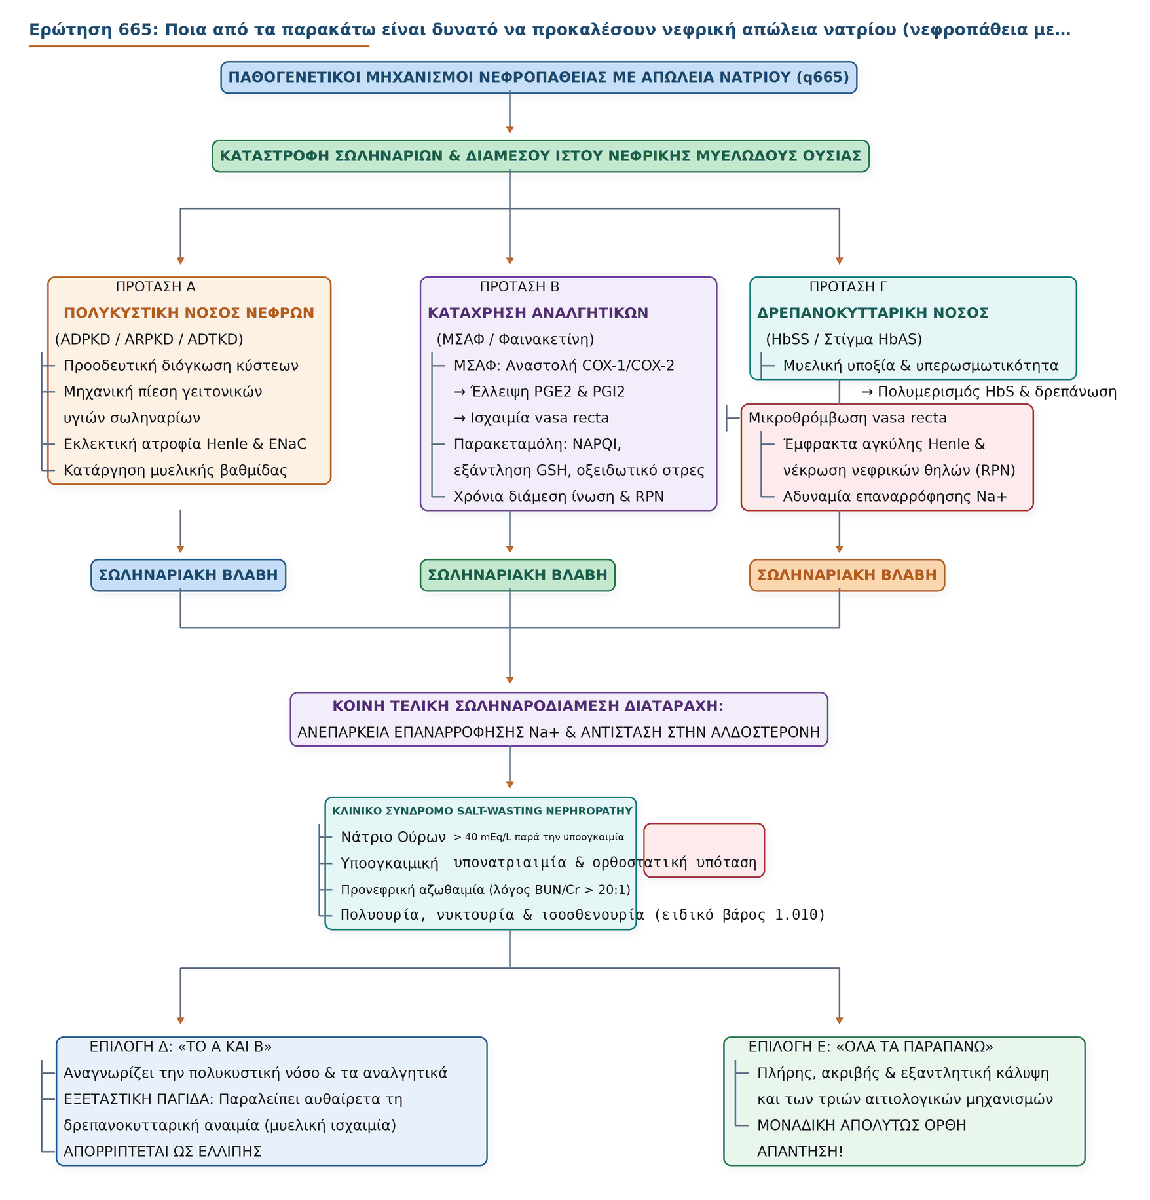 Ερώτηση 665: Ποια από τα παρακάτω είναι δυνατό να προκαλέσουν νεφρική απώλεια νατρίου (νεφροπάθεια με...
ΠΑΘΟΓΕΝΕΤΙΚΟΙ ΜΗΧΑΝΙΣΜΟΙ ΝΕΦΡΟΠΑΘΕΙΑΣ ΜΕ ΑΠΩΛΕΙΑ ΝΑΤΡΙΟΥ (q665)
ΚΑΤΑΣΤΡΟΦΗ ΣΩΛΗΝΑΡΙΩΝ & ΔΙΑΜΕΣΟΥ ΙΣΤΟΥ ΝΕΦΡΙΚΗΣ ΜΥΕΛΩΔΟΥΣ ΟΥΣΙΑΣ
ΠΡΟΤΑΣΗ Α
ΠΟΛΥΚΥΣΤΙΚΗ ΝΟΣΟΣ ΝΕΦΡΩΝ
(ADPKD / ARPKD / ADTKD)
Προοδευτική διόγκωση κύστεων
Μηχανική πίεση γειτονικών
υγιών σωληναρίων
Εκλεκτική ατροφία Henle & ENaC
Κατάργηση μυελικής βαθμίδας
ΠΡΟΤΑΣΗ Β
ΚΑΤΑΧΡΗΣΗ ΑΝΑΛΓΗΤΙΚΩΝ
(ΜΣΑΦ / Φαινακετίνη)
ΜΣΑΦ: Αναστολή COX-1/COX-2
→ Έλλειψη PGE2 & PGI2
→ Ισχαιμία vasa recta
Παρακεταμόλη: NAPQI,
εξάντληση GSH, οξειδωτικό στρες
Χρόνια διάμεση ίνωση & RPN
ΠΡΟΤΑΣΗ Γ
ΔΡΕΠΑΝΟΚΥΤΤΑΡΙΚΗ ΝΟΣΟΣ
(HbSS / Στίγμα HbAS)
Μυελική υποξία & υπερωσμωτικότητα
→ Πολυμερισμός HbS & δρεπάνωση
Μικροθρόμβωση vasa recta
Έμφρακτα αγκύλης Henle &
νέκρωση νεφρικών θηλών (RPN)
Αδυναμία επαναρρόφησης Na+
ΣΩΛΗΝΑΡΙΑΚΗ ΒΛΑΒΗ
ΣΩΛΗΝΑΡΙΑΚΗ ΒΛΑΒΗ
ΣΩΛΗΝΑΡΙΑΚΗ ΒΛΑΒΗ
ΚΟΙΝΗ ΤΕΛΙΚΗ ΣΩΛΗΝΑΡΟΔΙΑΜΕΣΗ ΔΙΑΤΑΡΑΧΗ:
ΑΝΕΠΑΡΚΕΙΑ ΕΠΑΝΑΡΡΟΦΗΣΗΣ Na+ & ΑΝΤΙΣΤΑΣΗ ΣΤΗΝ ΑΛΔΟΣΤΕΡΟΝΗ
ΚΛΙΝΙΚΟ ΣΥΝΔΡΟΜΟ SALT-WASTING NEPHROPATHY
Νάτριο Ούρων > 40 mEq/L παρά την υποογκαιμία
Υποογκαιμική υπονατριαιμία & ορθοστατική υπόταση
Προνεφρική αζωθαιμία (λόγος BUN/Cr > 20:1)
Πολυουρία, νυκτουρία & ισοσθενουρία (ειδικό βάρος 1.010)
ΕΠΙΛΟΓΗ Δ: «ΤΟ Α ΚΑΙ Β»
Αναγνωρίζει την πολυκυστική νόσο & τα αναλγητικά
ΕΞΕΤΑΣΤΙΚΗ ΠΑΓΙΔΑ: Παραλείπει αυθαίρετα τη
δρεπανοκυτταρική αναιμία (μυελική ισχαιμία)
ΑΠΟΡΡΙΠΤΕΤΑΙ ΩΣ ΕΛΛΙΠΗΣ
ΕΠΙΛΟΓΗ Ε: «ΟΛΑ ΤΑ ΠΑΡΑΠΑΝΩ»
Πλήρης, ακριβής & εξαντλητική κάλυψη
και των τριών αιτιολογικών μηχανισμών
ΜΟΝΑΔΙΚΗ ΑΠΟΛΥΤΩΣ ΟΡΘΗ
ΑΠΑΝΤΗΣΗ!